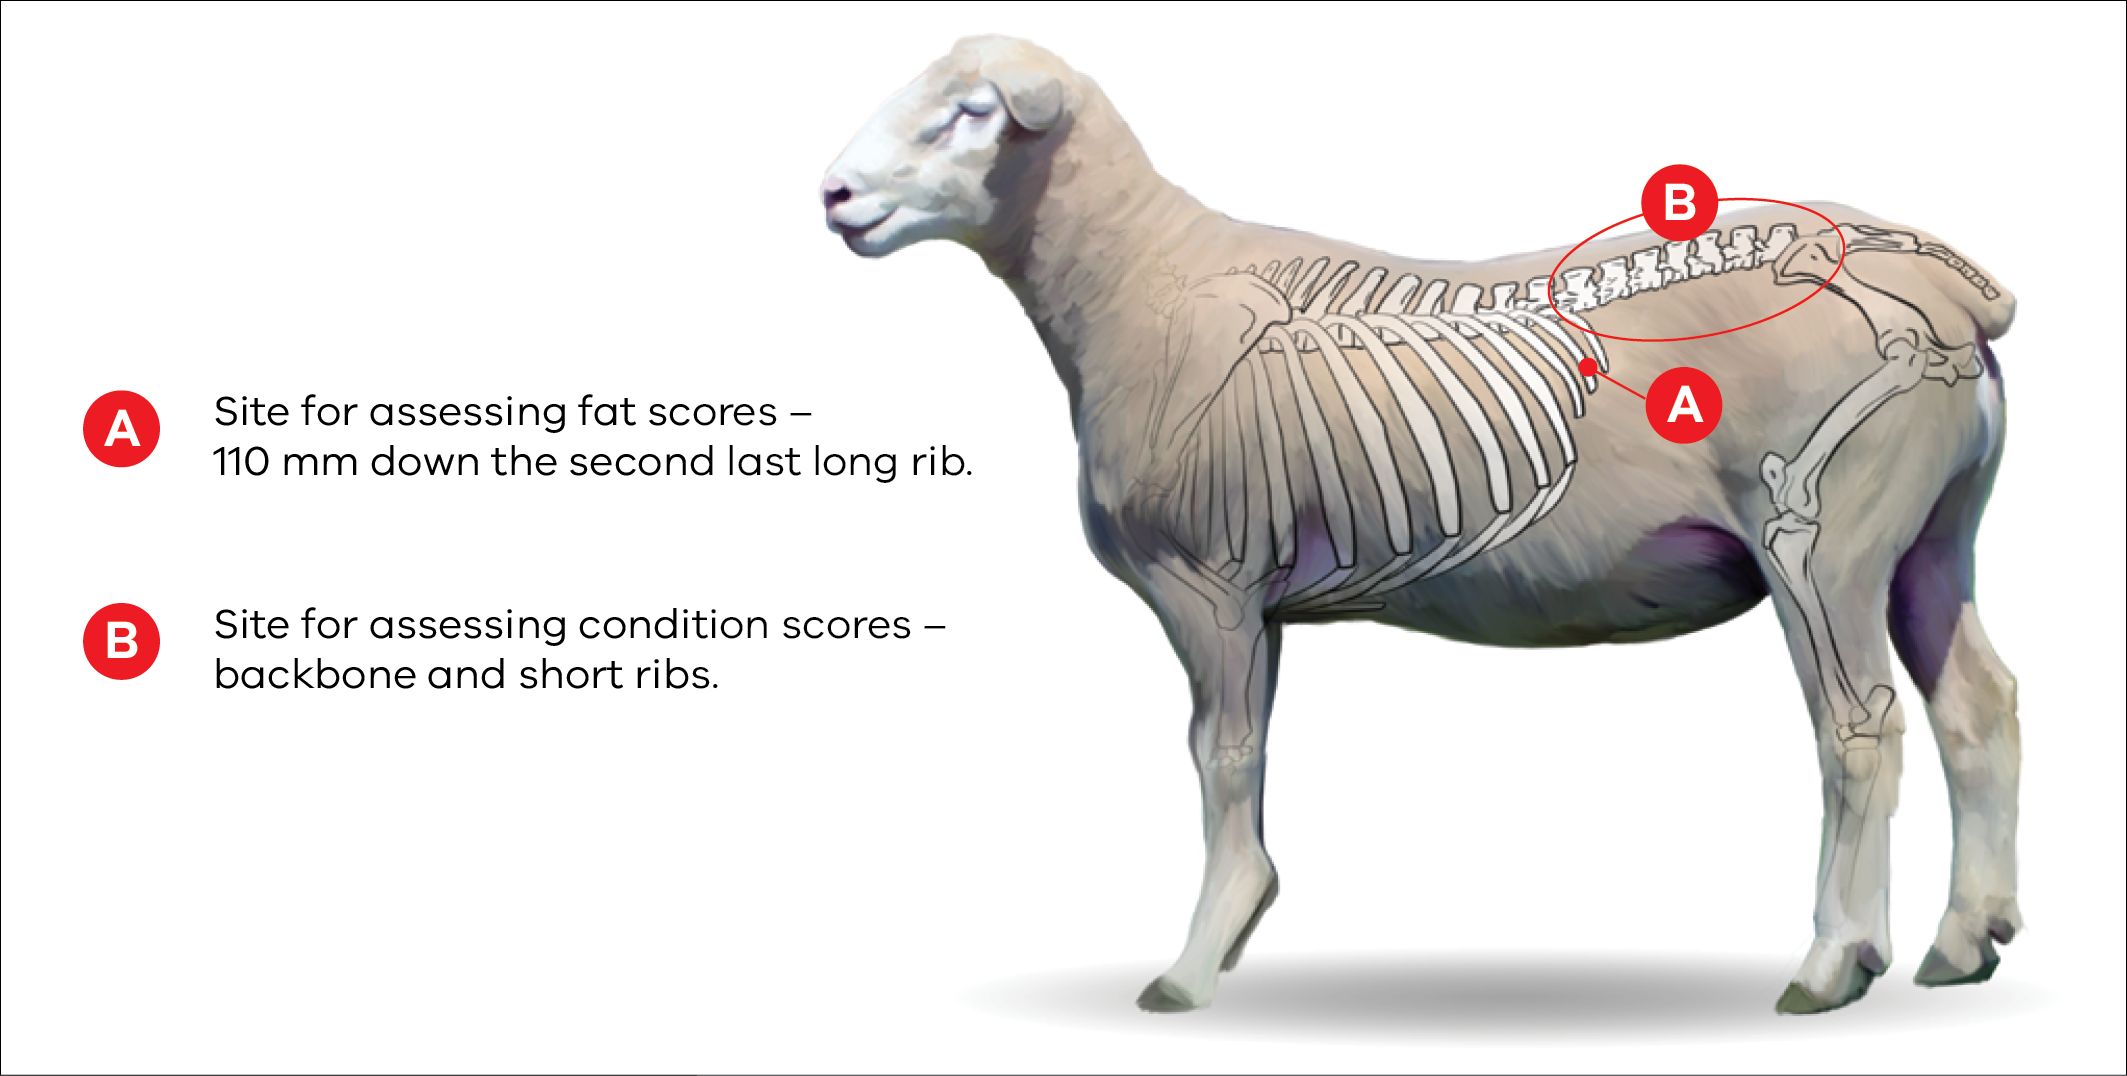 A
Site for assessing fat scores –
110 mm down the second last long rib.
B
Site for assessing condition scores –
backbone and short ribs.
B
A